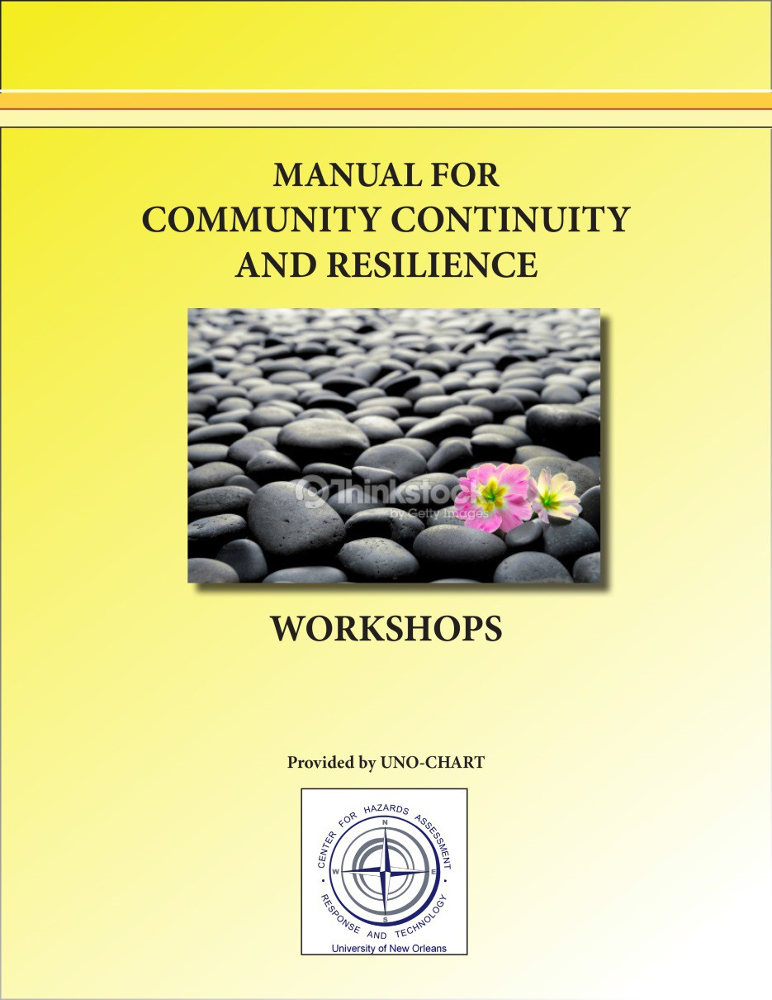 MANUAL FOR
COMMUNITY CONTINUITY
AND RESILIENCE
Thinkstock
by Getty Images
WORKSHOPS
Provided by UNO-CHART
CENTER FOR HAZARDS ASSESSMENT
N
W
E
S
• RESPONSE AND TECHNOLOGY •
University of New Orleans